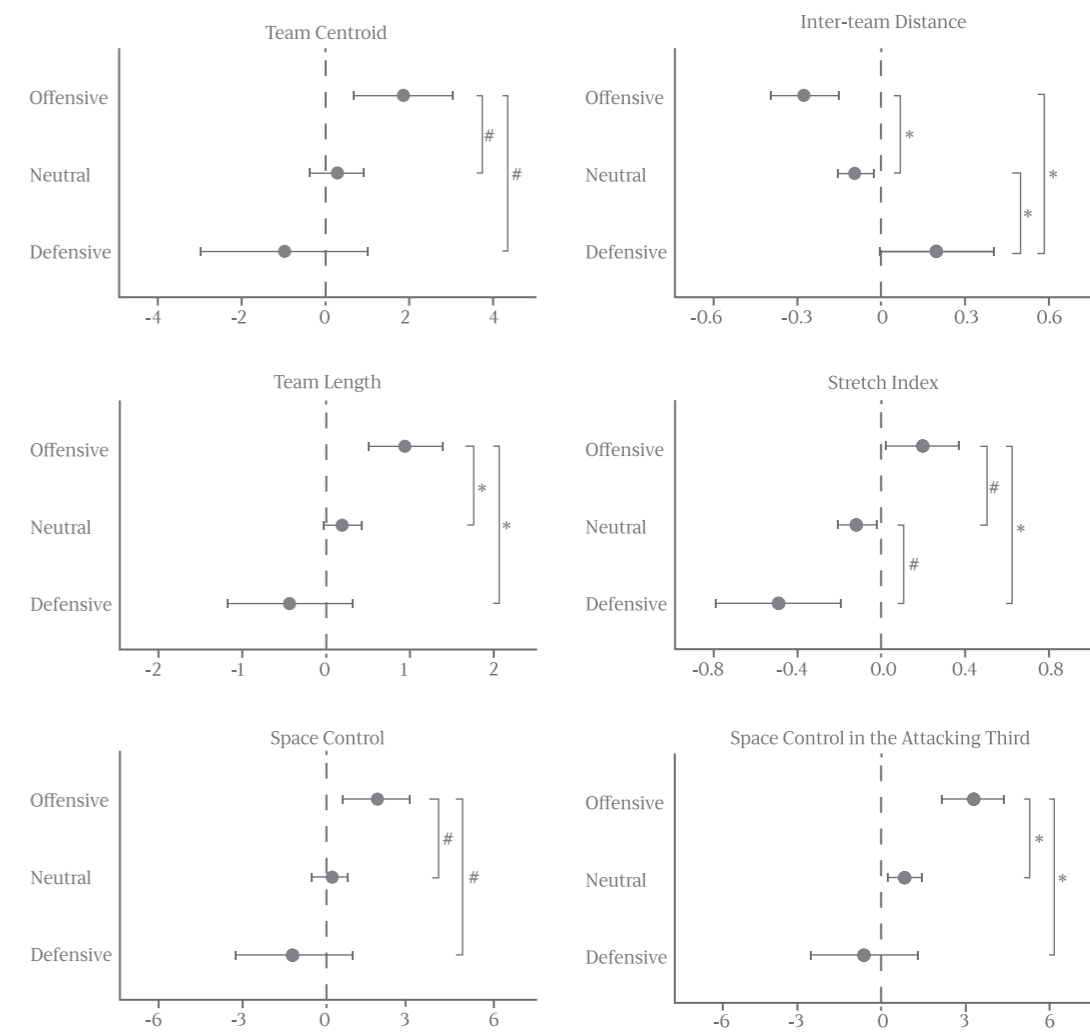 Team Centroid
Offensive
#
Neutral
#
Defensive
-4 -2 0 2 4
Inter-team Distance
Offensive
*
Neutral
*
*
Defensive
-0.6 -0.3 0 0.3 0.6
Team Length
Offensive
*
Neutral
*
Defensive
-2 -1 0 1 2
Stretch Index
Offensive
#
Neutral
*
#
Defensive
-0.8 -0.4 0.0 0.4 0.8
Space Control
Offensive
#
Neutral
#
Defensive
-6 -3 0 3 6
Space Control in the Attacking Third
Offensive
*
Neutral
*
Defensive
-6 -3 0 3 6